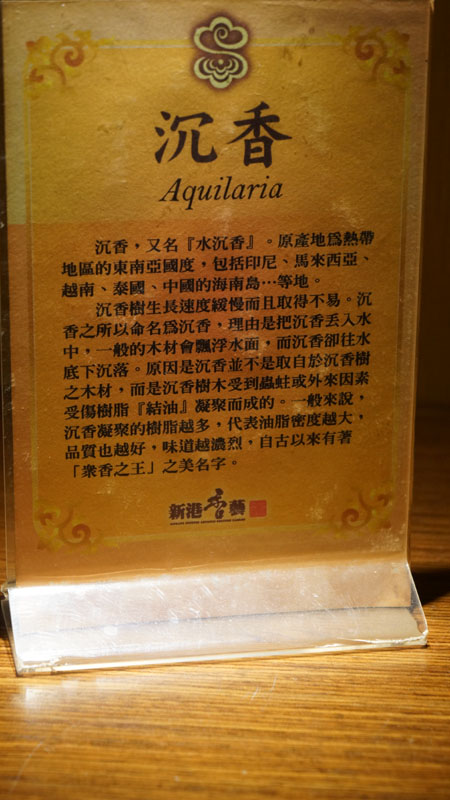 沉香
Aquilaria
沉香，又名『水沉香』。原產地爲熱帶
地區的東南亞國度，包括印尼、馬來西亞、
越南、泰國、中國的海南島…等地。
沉香樹生長速度緩慢而且取得不易。沉
香之所以命名爲沉香，理由是把沉香丟入水
中，一般的木材會飄浮水面，而沉香卻往水
底下沉落。原因是沉香並不是取自於沉香樹
之木材，而是沉香樹木受到蟲蛀或外來因素
受傷樹脂『結油』凝聚而成的。一般來說，
沉香凝聚的樹脂越多，代表油脂密度越大，
品質也越好，味道越濃烈，自古以來有著
「衆香之王」之美名字。
新港香藝